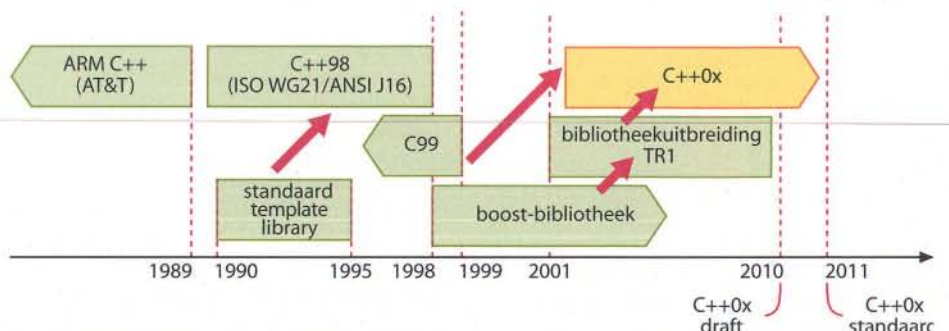 ARM C++
(AT&T)
C++98
(ISO WG21/ANSI J16)
C++0x
C99
bibliotheekuitbreiding
TR1
standaard
template
library
boost-bibliotheek
1989
1990
1995
1998
1999
2001
2010
2011
C++0x
draft
C++0x
standaard